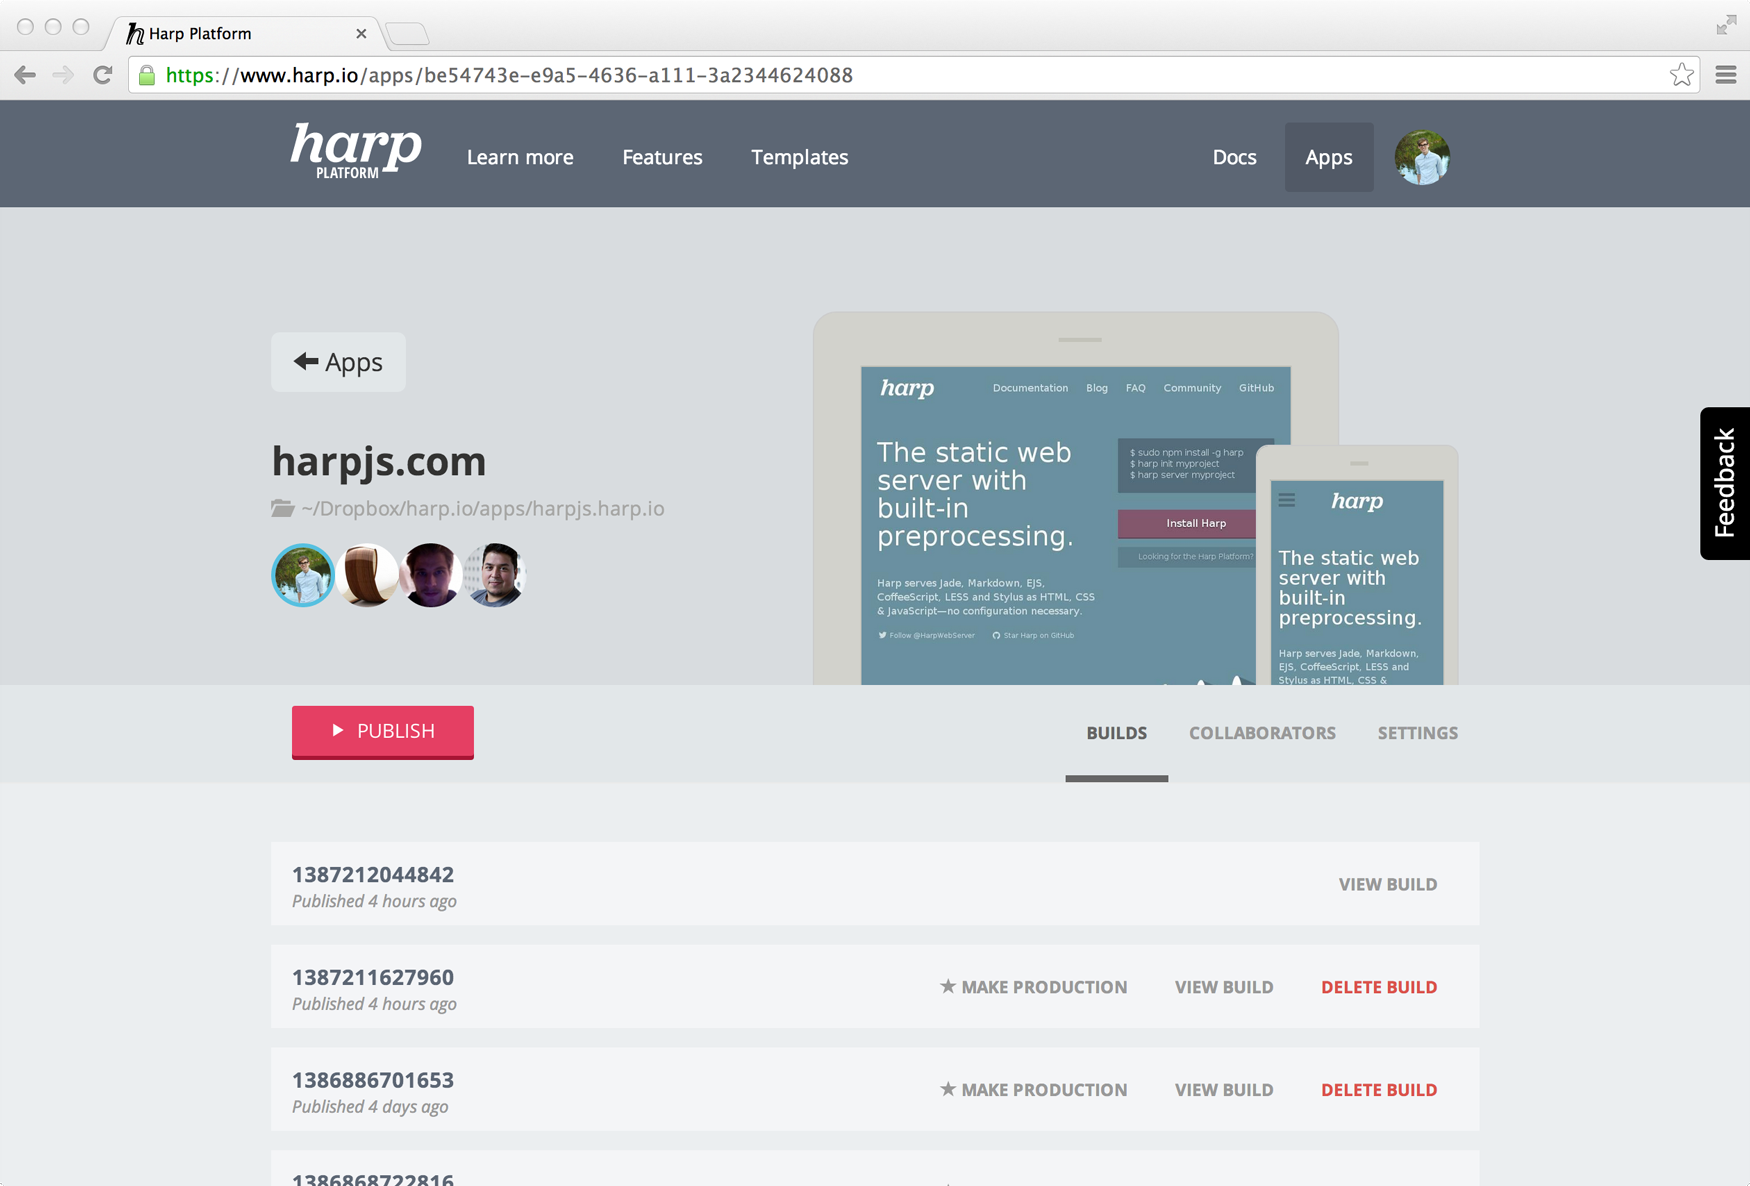 Harp Platform
https://www.harp.io/apps/be54743e-e9a5-4636-a111-3a2344624088
harp
PLATFORM
Learn more
Features
Templates
Docs
Apps
Apps
harpjs.com
~/Dropbox/harp.io/apps/harpjs.harp.io
harp
Documentation Blog FAQ Community GitHub
The static web
server with
built-in
preprocessing.
Harp serves Jade, Markdown, EJS,
CoffeeScript, LESS and Stylus as HTML, CSS
& JavaScript—no configuration necessary.
Follow @HarpWebServer Star Harp on GitHub
$ sudo npm install -g harp
$ harp init myproject
$ harp server myproject
Install Harp
Looking for the Harp Platform?
harp
The static web
server with
built-in
preprocessing.
Harp serves Jade, Markdown,
EJS, CoffeeScript, LESS and
Stylus as HTML, CSS &
Feedback
PUBLISH
BUILDS
COLLABORATORS
SETTINGS
1387212044842
Published 4 hours ago
VIEW BUILD
1387211627960
Published 4 hours ago
★ MAKE PRODUCTION
VIEW BUILD
DELETE BUILD
1386886701653
Published 4 days ago
★ MAKE PRODUCTION
VIEW BUILD
DELETE BUILD
1386868722816